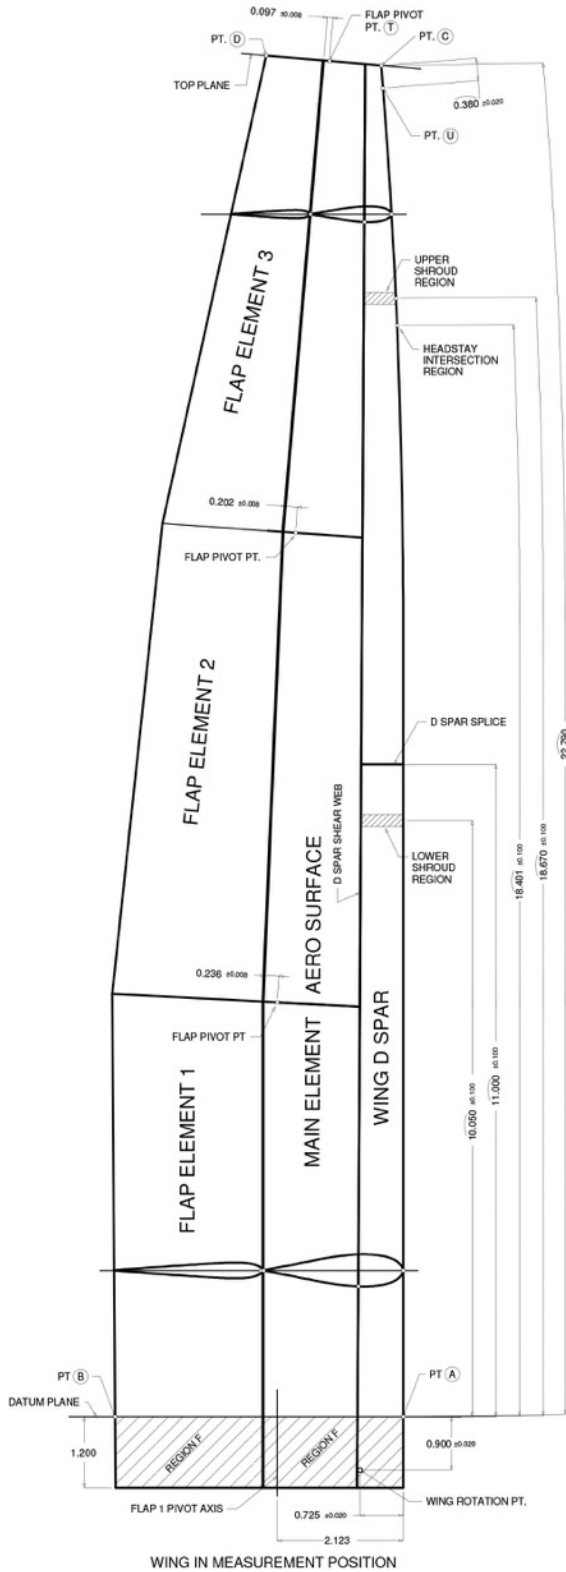 0.097 ±0.008
FLAP PIVOT
PT. T
PT. D
PT. C
TOP PLANE
0.380 ±0.020
PT. U
UPPER
SHROUD
REGION
FLAP ELEMENT 3
HEADSTAY
INTERSECTION
REGION
0.202 ±0.008
FLAP PIVOT PT.
FLAP ELEMENT 2
D SPAR SPLICE
22.790
D SPAR SHEAR WEB
LOWER
SHROUD
REGION
18.401 ±0.100
18.670 ±0.100
MAIN ELEMENT AERO SURFACE
0.236 ±0.008
FLAP PIVOT PT
WING D SPAR
10.050 ±0.100
11.000 ±0.100
FLAP ELEMENT 1
PT B
PT A
DATUM PLANE
1.200
REGION F
REGION F
0.900 ±0.020
FLAP 1 PIVOT AXIS
WING ROTATION PT.
0.725 ±0.020
2.123
WING IN MEASUREMENT POSITION